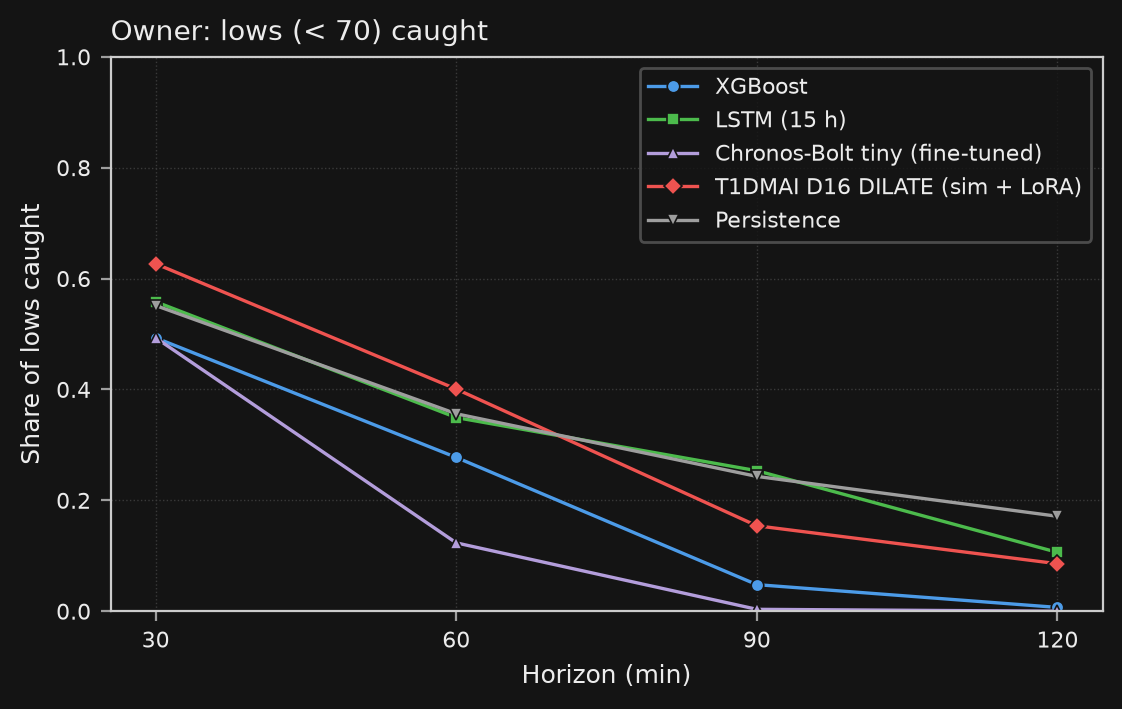 Owner: lows (< 70) caught
1.0
0.8
0.6
0.4
0.2
0.0
Share of lows caught
XGBoost
LSTM (15 h)
Chronos-Bolt tiny (fine-tuned)
T1DMAI D16 DILATE (sim + LoRA)
Persistence
30
60
90
120
Horizon (min)